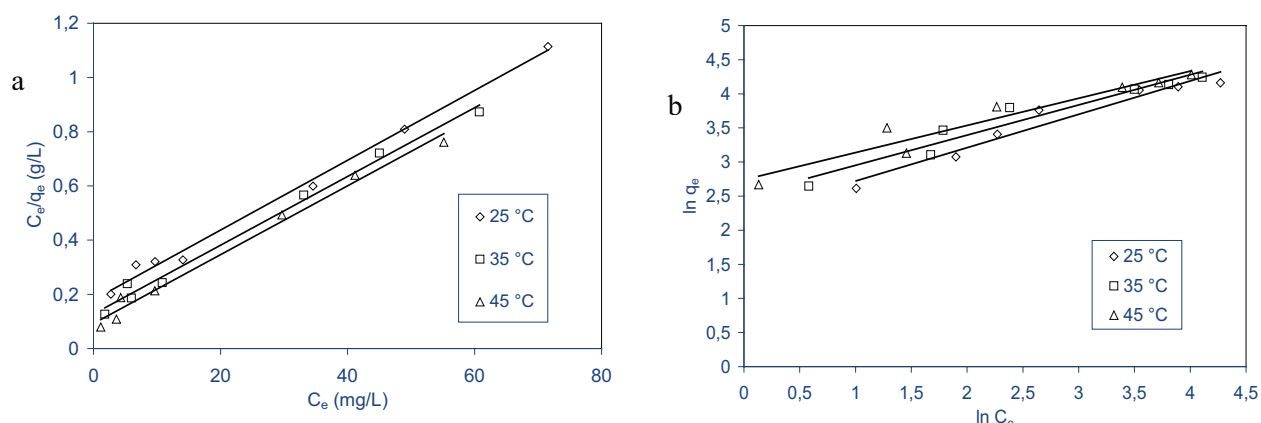 a
1,2
1
0,8
0,6
0,4
0,2
0
0 20 40 60 80
Cₑ/qₑ (g/L)
Cₑ (mg/L)
25 °C
35 °C
45 °C
b
5
4,5
4
3,5
3
2,5
2
1,5
1
0,5
0
0 0,5 1 1,5 2 2,5 3 3,5 4 4,5
ln qₑ
ln Cₑ
25 °C
35 °C
45 °C